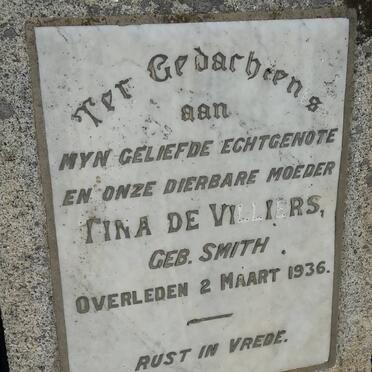 Ter Gedachtenis
aan
MYN GELIEFDE ECHTGENOTE
EN ONZE DIERBARE MOEDER
TINA DE VILLIERS,
GEB. SMITH.
OVERLEDEN 2 MAART 1936.
RUST IN VREDE.